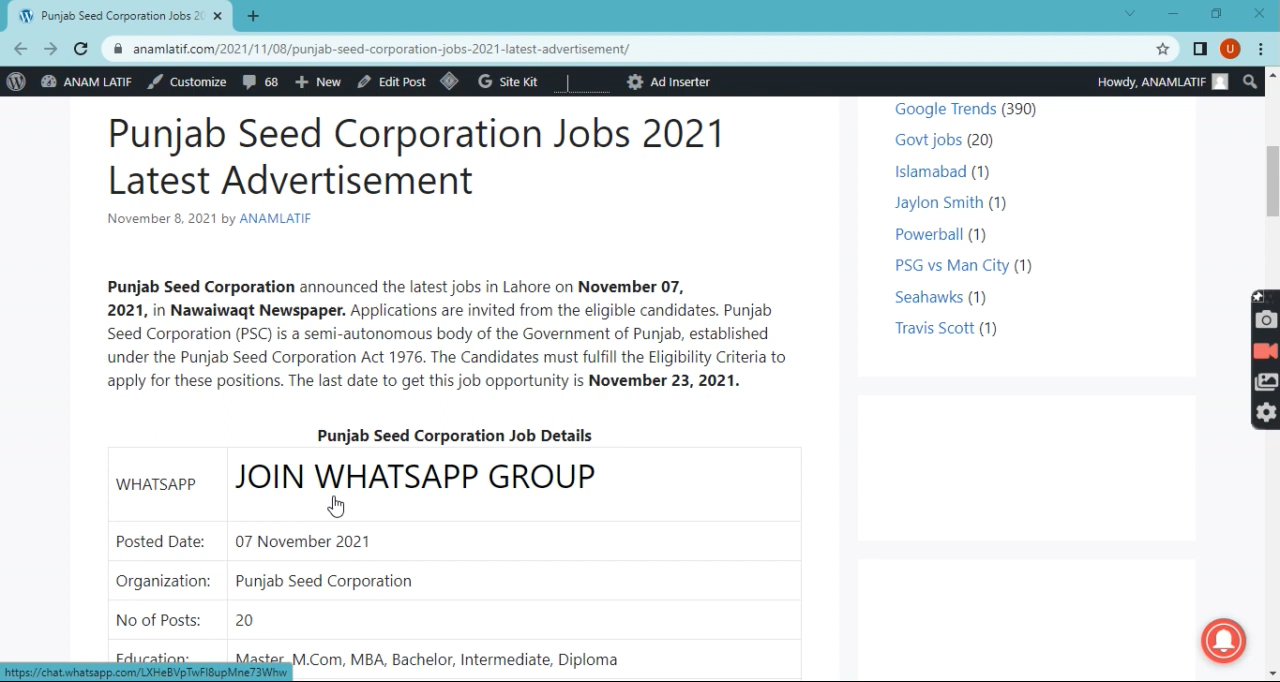 Punjab Seed Corporation Jobs 20
anamlatif.com/2021/11/08/punjab-seed-corporation-jobs-2021-latest-advertisement/
U
ANAM LATIF Customize 68 New Edit Post Site Kit Ad Inserter Howdy, ANAMLATIF
Punjab Seed Corporation Jobs 2021
Latest Advertisement
November 8, 2021 by ANAMLATIF
Punjab Seed Corporation announced the latest jobs in Lahore on November 07,
2021, in Nawaiwaqt Newspaper. Applications are invited from the eligible candidates. Punjab
Seed Corporation (PSC) is a semi-autonomous body of the Government of Punjab, established
under the Punjab Seed Corporation Act 1976. The Candidates must fulfill the Eligibility Criteria to
apply for these positions. The last date to get this job opportunity is November 23, 2021.
Punjab Seed Corporation Job Details
WHATSAPP JOIN WHATSAPP GROUP
Posted Date: 07 November 2021
Organization: Punjab Seed Corporation
No of Posts: 20
Education: Master, M.Com, MBA, Bachelor, Intermediate, Diploma
Google Trends (390)
Govt jobs (20)
Islamabad (1)
Jaylon Smith (1)
Powerball (1)
PSG vs Man City (1)
Seahawks (1)
Travis Scott (1)
https://chat.whatsapp.com/LXHeBVpTwFl8upMne73Whw